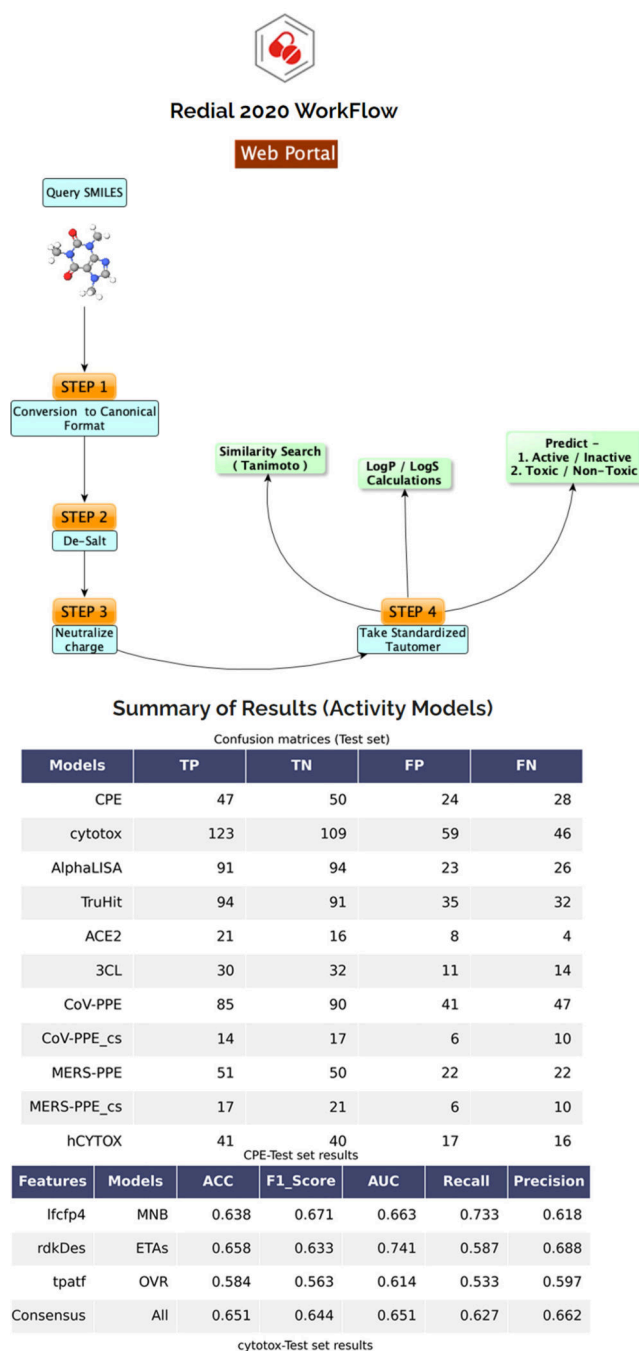 Redial 2020 WorkFlow
Web Portal
Query SMILES
STEP 1
Conversion to Canonical
Format
STEP 2
De-Salt
STEP 3
Neutralize
charge
Similarity Search
( Tanimoto )
LogP / LogS
Calculations
Predict -
1. Active / Inactive
2. Toxic / Non-Toxic
STEP 4
Take Standardized
Tautomer
Summary of Results (Activity Models)
Confusion matrices (Test set)
Models TP TN FP FN
CPE 47 50 24 28
cytotox 123 109 59 46
AlphaLISA 91 94 23 26
TruHit 94 91 35 32
ACE2 21 16 8 4
3CL 30 32 11 14
CoV-PPE 85 90 41 47
CoV-PPE_cs 14 17 6 10
MERS-PPE 51 50 22 22
MERS-PPE_cs 17 21 6 10
hCYTOX 41 40 17 16
CPE-Test set results
Features Models ACC F1_Score AUC Recall Precision
lfcfp4 MNB 0.638 0.671 0.663 0.733 0.618
rdkDes ETAs 0.658 0.633 0.741 0.587 0.688
tpatf OVR 0.584 0.563 0.614 0.533 0.597
Consensus All 0.651 0.644 0.651 0.627 0.662
cytotox-Test set results